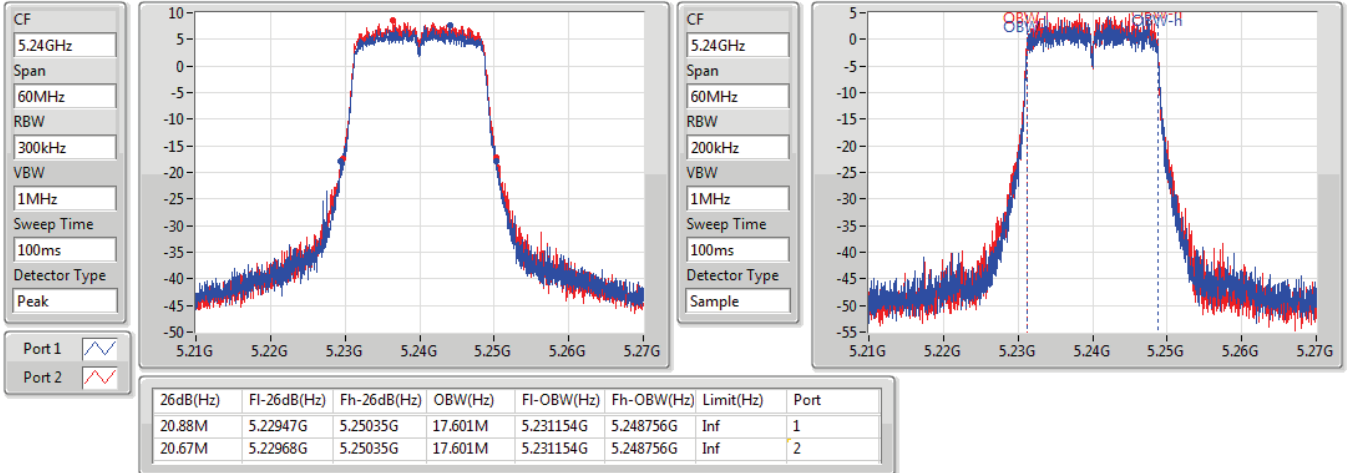 CF
5.24GHz
Span
60MHz
RBW
300kHz
VBW
1MHz
Sweep Time
100ms
Detector Type
Peak
10
5
0
-5
-10
-15
-20
-25
-30
-35
-40
-45
-50
5.21G 5.22G 5.23G 5.24G 5.25G 5.26G 5.27G
CF
5.24GHz
Span
60MHz
RBW
200kHz
VBW
1MHz
Sweep Time
100ms
Detector Type
Sample
5
0
-5
-10
-15
-20
-25
-30
-35
-40
-45
-50
-55
OBW-h
5.21G 5.22G 5.23G 5.24G 5.25G 5.26G 5.27G
Port 1
Port 2
26dB(Hz) Fl-26dB(Hz) Fh-26dB(Hz) OBW(Hz) Fl-OBW(Hz) Fh-OBW(Hz) Limit(Hz) Port
20.88M 5.22947G 5.25035G 17.601M 5.231154G 5.248756G Inf 1
20.67M 5.22968G 5.25035G 17.601M 5.231154G 5.248756G Inf 2